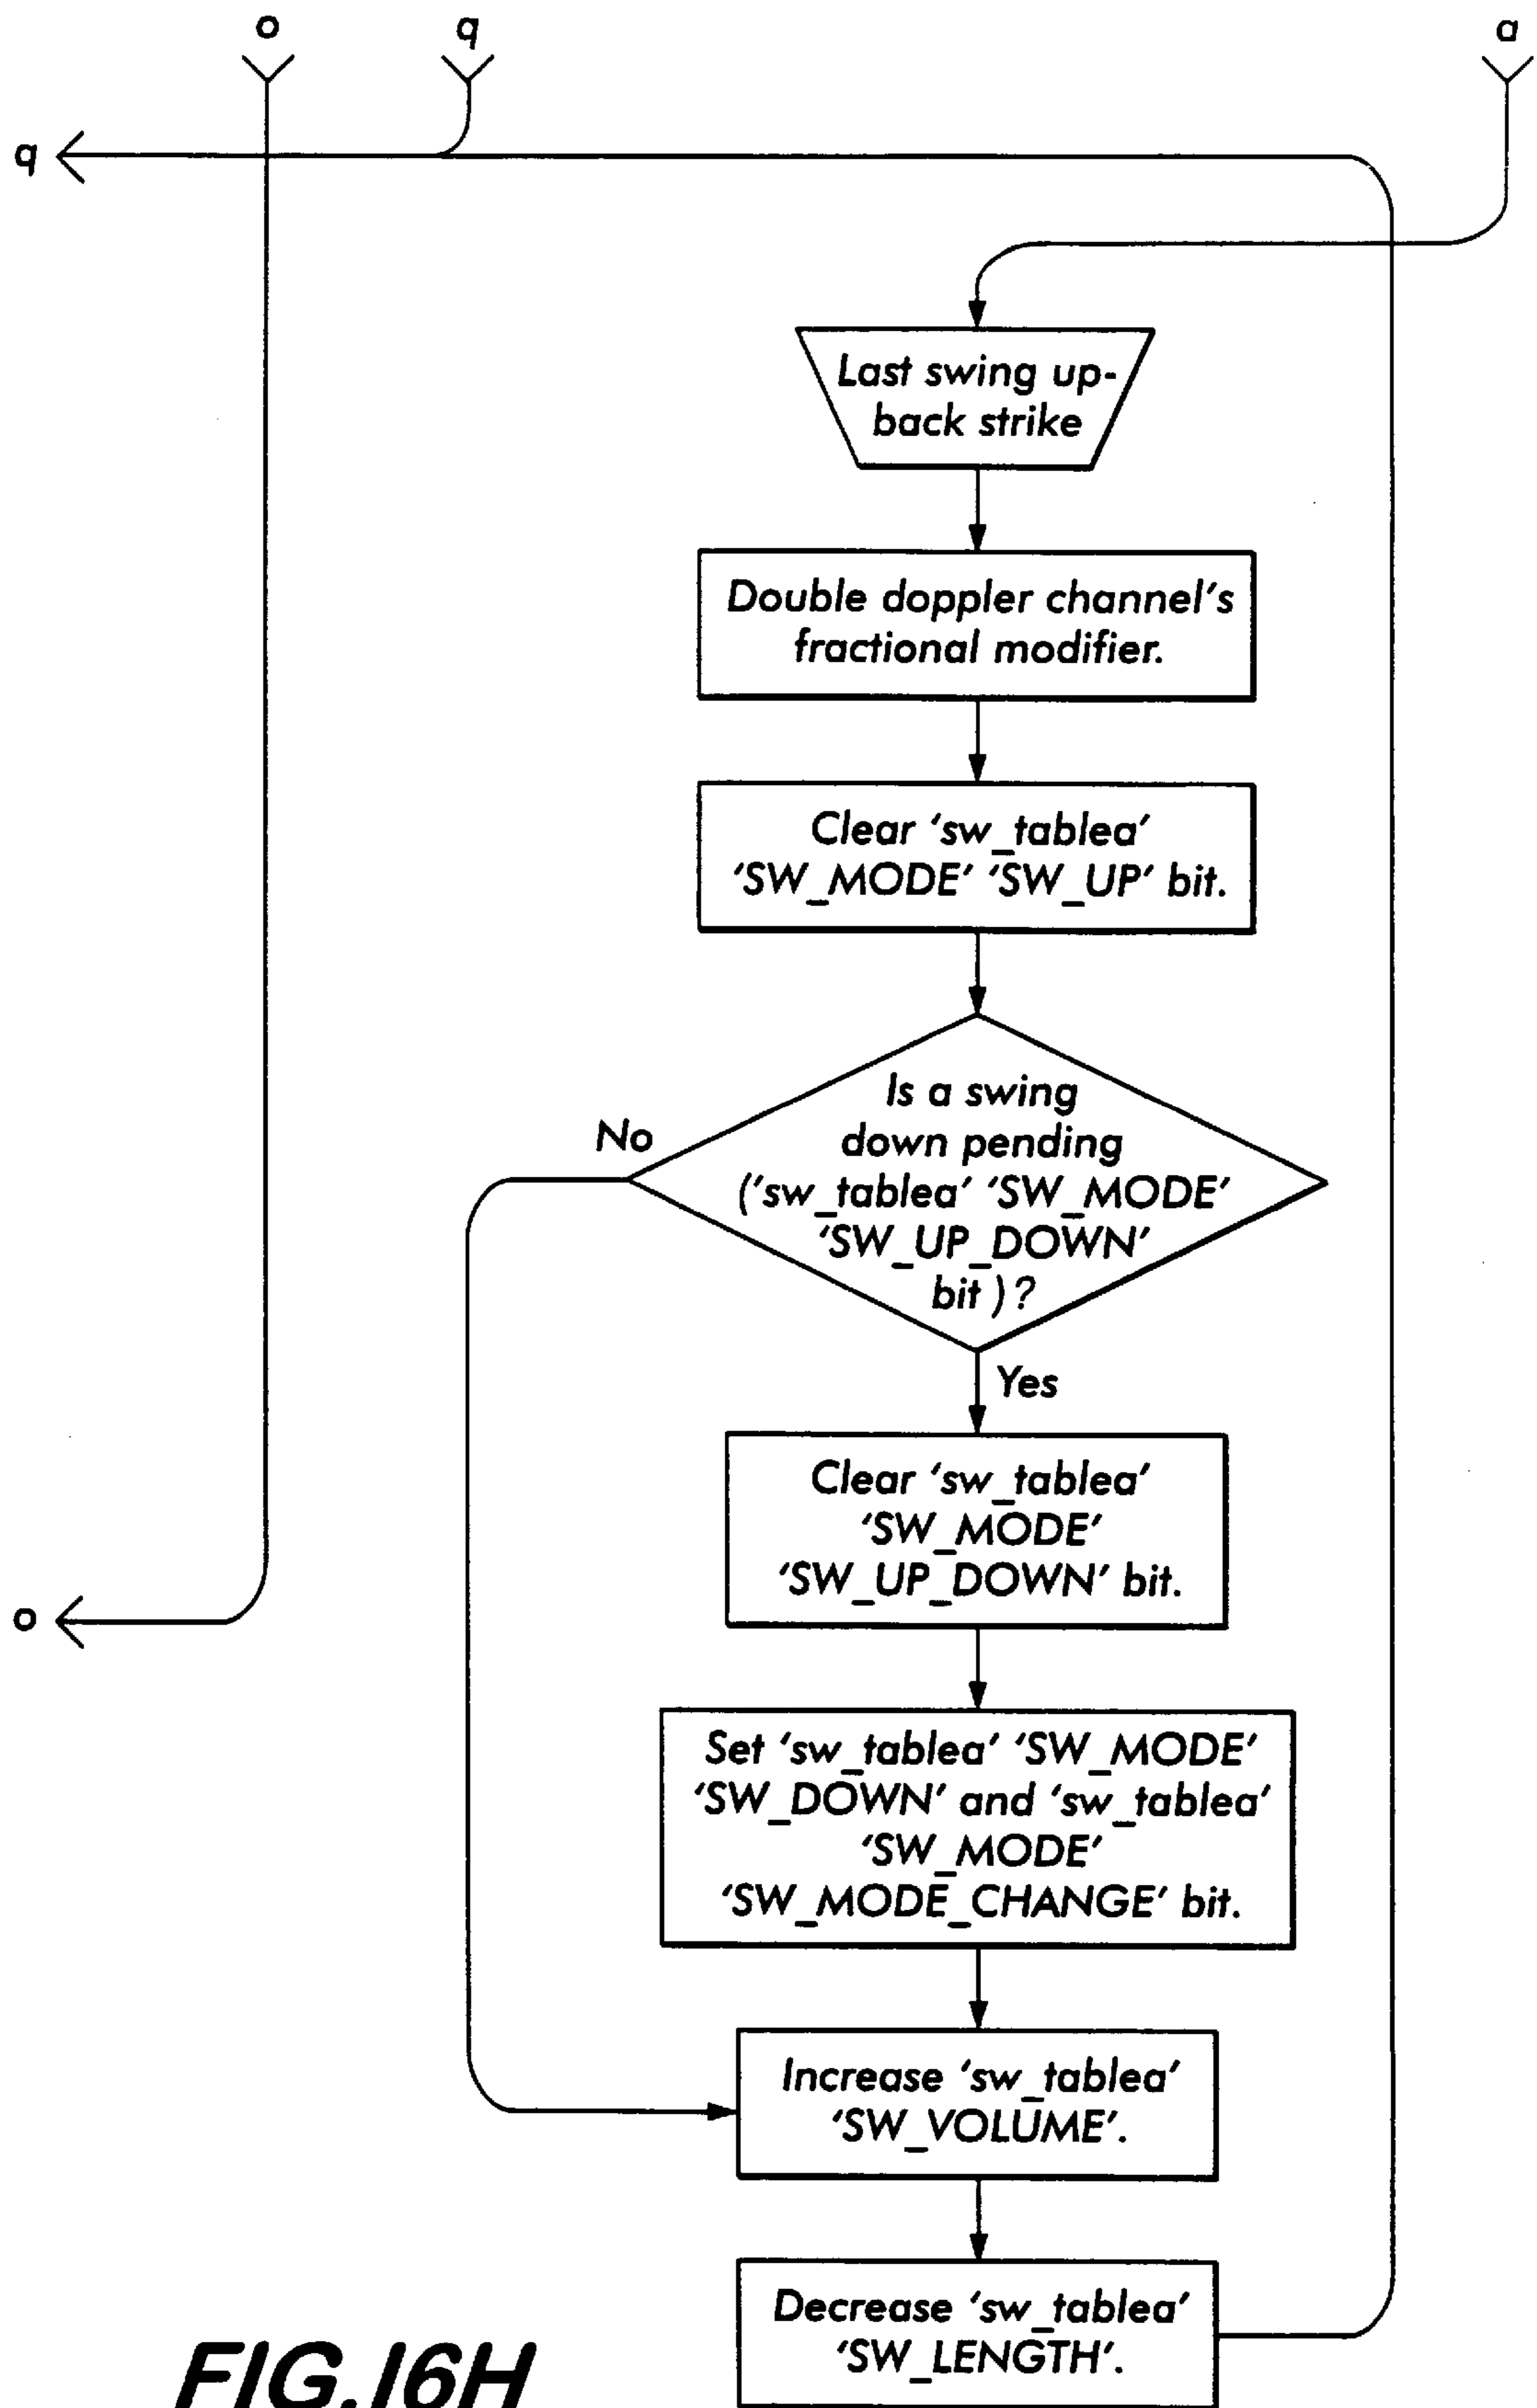 o
q
a
q
Last swing up-
back strike
Double doppler channel's
fractional modifier.
Clear 'sw_tablea'
'SW_MODE' 'SW_UP' bit.
Is a swing
down pending
('sw_tablea' 'SW_MODE'
'SW_UP_DOWN'
bit )?
No
Yes
Clear 'sw_tablea'
'SW_MODE'
'SW_UP_DOWN' bit.
o
Set 'sw_tablea' 'SW_MODE'
'SW_DOWN' and 'sw_tablea'
'SW_MODE'
'SW_MODE_CHANGE' bit.
Increase 'sw_tablea'
'SW_VOLUME'.
Decrease 'sw_tablea'
'SW_LENGTH'.
FIG.16H